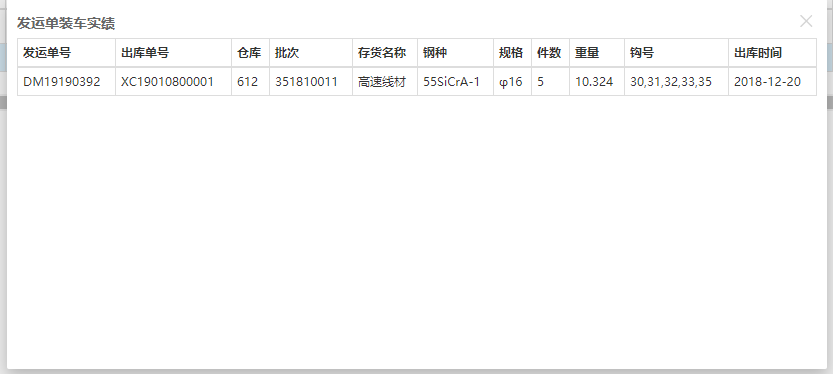 发运单装车实绩
发运单号 出库单号 仓库 批次 存货名称 钢种 规格 件数 重量 钩号 出库时间
DM19190392 XC19010800001 612 351810011 高速线材 55SiCrA-1 φ16 5 10.324 30,31,32,33,35 2018-12-20